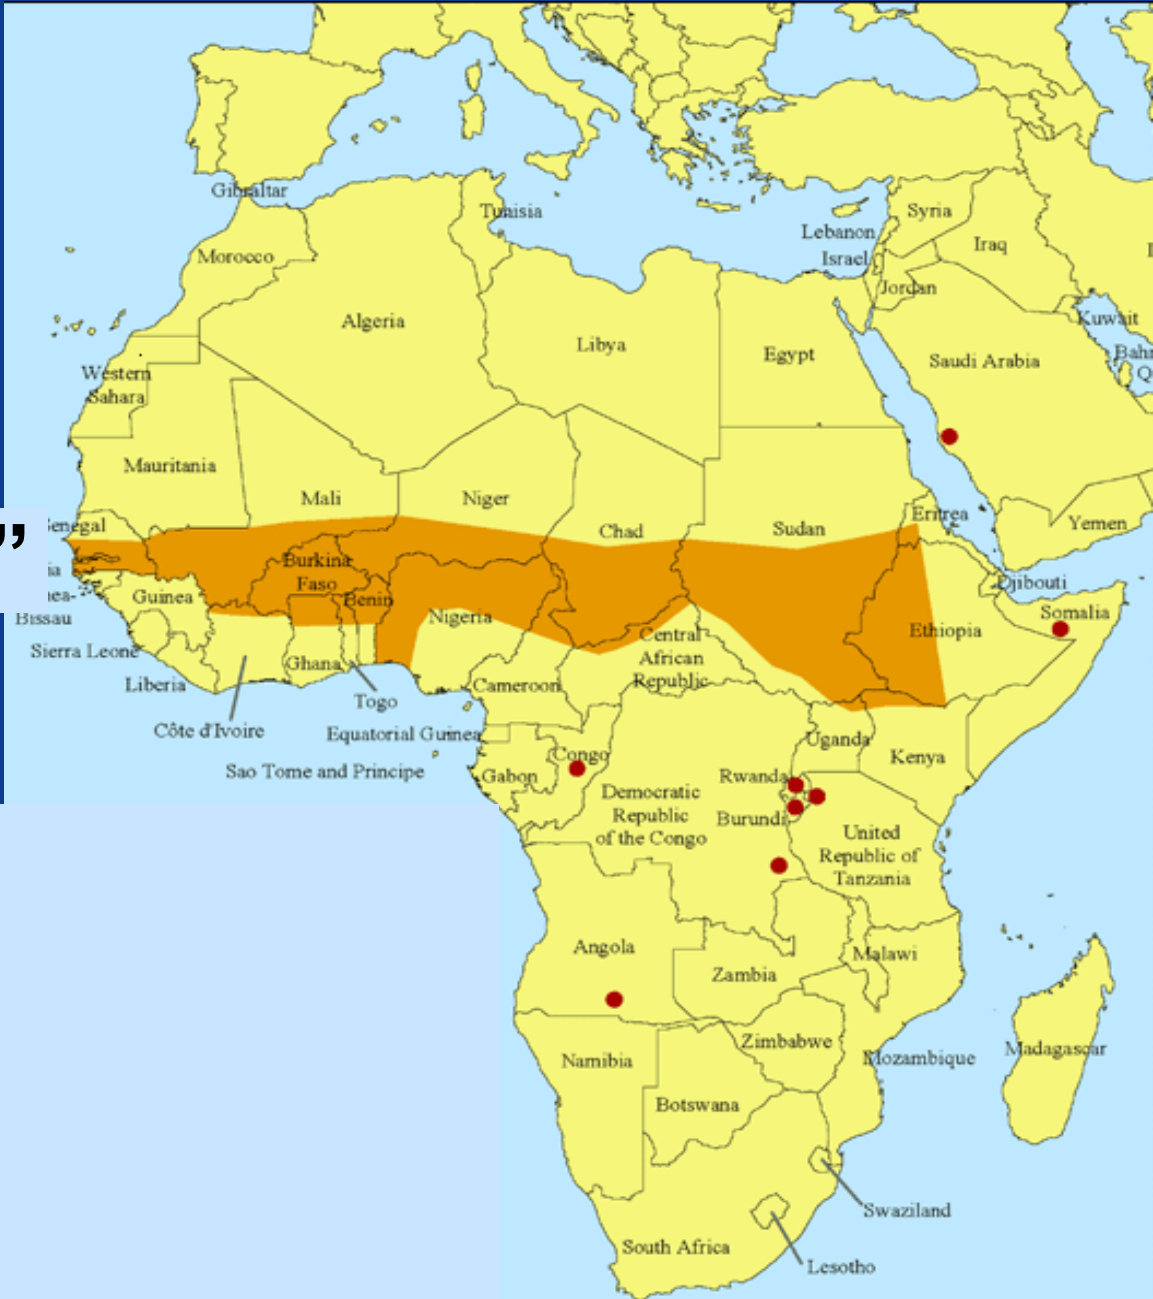 Gibraltar
Tunisia
Morocco
Algeria
Libya
Egypt
Lebanon
Israel
Syria
Iraq
Jordan
Kuwait
Saudi Arabia
Western
Sahara
Mauritania
Mali
Niger
Chad
Sudan
Eritrea
Yemen
”
Burkina
Faso
Benin
Nigeria
Guinea
Bissau
Sierra Leone
Liberia
Côte d'Ivoire
Ghana
Togo
Cameroon
Central
African
Republic
Ethiopia
Djibouti
Somalia
Equatorial Guinea
Sao Tome and Principe
Gabon
Congo
Democratic
Republic
of the Congo
Uganda
Kenya
Rwanda
Burundi
United
Republic of
Tanzania
Angola
Zambia
Malawi
Namibia
Zimbabwe
Mozambique
Madagascar
Botswana
Swaziland
South Africa
Lesotho